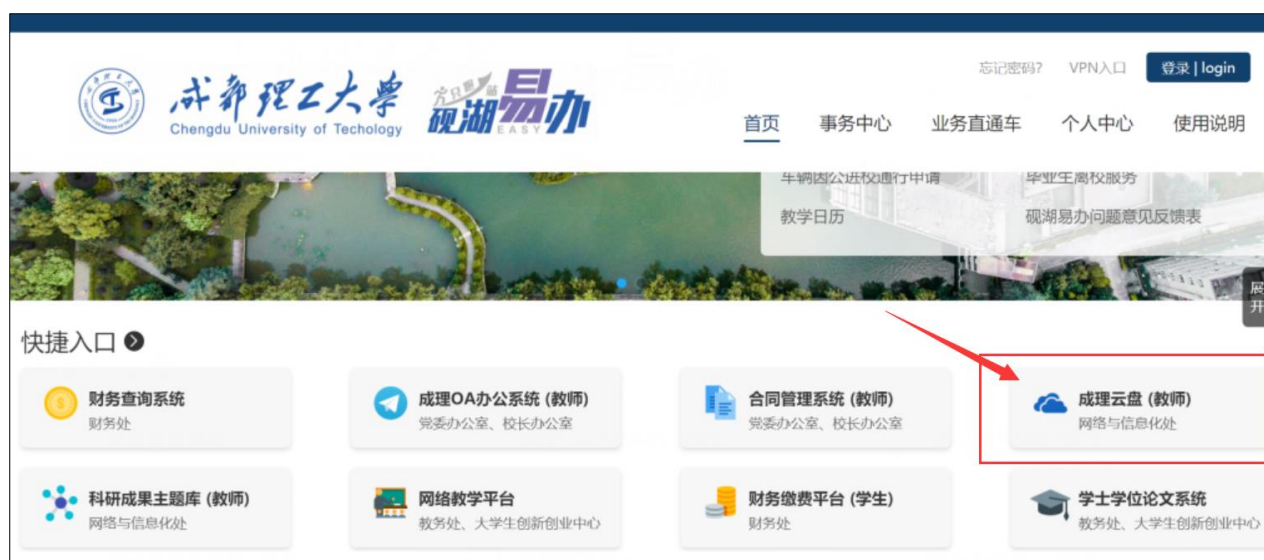 忘记密码? VPN入口 登录 | login
成都理工大学
Chengdu University of Techology
方只努站
砚湖易办
EASY
首页 事务中心 业务直通车 个人中心 使用说明
车辆因公进校通行申请 毕业生离校服务
教学日历 砚湖易办问题意见反馈表
展开
快捷入口
财务查询系统
财务处
成理OA办公系统 (教师)
党委办公室、校长办公室
合同管理系统 (教师)
党委办公室、校长办公室
成理云盘 (教师)
网络与信息化处
科研成果主题库 (教师)
网络与信息化处
网络教学平台
教务处、大学生创新创业中心
财务缴费平台 (学生)
财务处
学士学位论文系统
教务处、大学生创新创业中心